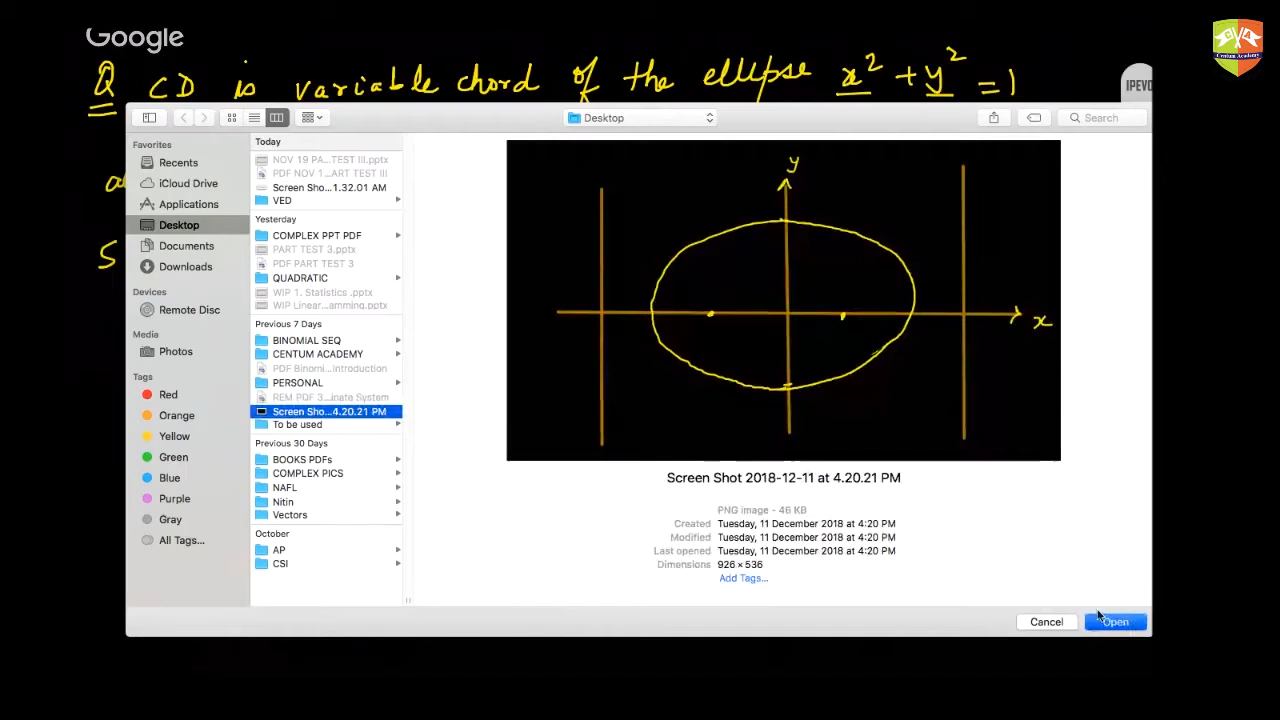 Google
Centum Academy
Q CD is variable chord of the ellipse x² + y² = 1
IPEVO
Desktop
Search
Favorites
Recents
iCloud Drive
Applications
Desktop
Documents
Downloads
Devices
Remote Disc
Media
Photos
Tags
Red
Orange
Yellow
Green
Blue
Purple
Gray
All Tags...
Today
NOV 19 PA...TEST III.pptx
PDF NOV 1...ART TEST III
Screen Sho...1.32.01 AM
VED
Yesterday
COMPLEX PPT PDF
PART TEST 3.pptx
PDF PART TEST 3
QUADRATIC
WIP 1. Statistics .pptx
WIP Linear...amming.pptx
Previous 7 Days
BINOMIAL SEQ
CENTUM ACADEMY
PDF Binomi...introduction
PERSONAL
REM PDF 3...inate System
Screen Sho...4.20.21 PM
To be used
Previous 30 Days
BOOKS PDFs
COMPLEX PICS
NAFL
Nitin
Vectors
October
AP
CSI
y
x
Screen Shot 2018-12-11 at 4.20.21 PM
PNG image - 46 KB
Created Tuesday, 11 December 2018 at 4:20 PM
Modified Tuesday, 11 December 2018 at 4:20 PM
Last opened Tuesday, 11 December 2018 at 4:20 PM
Dimensions 926 × 536
Add Tags...
Cancel
Open